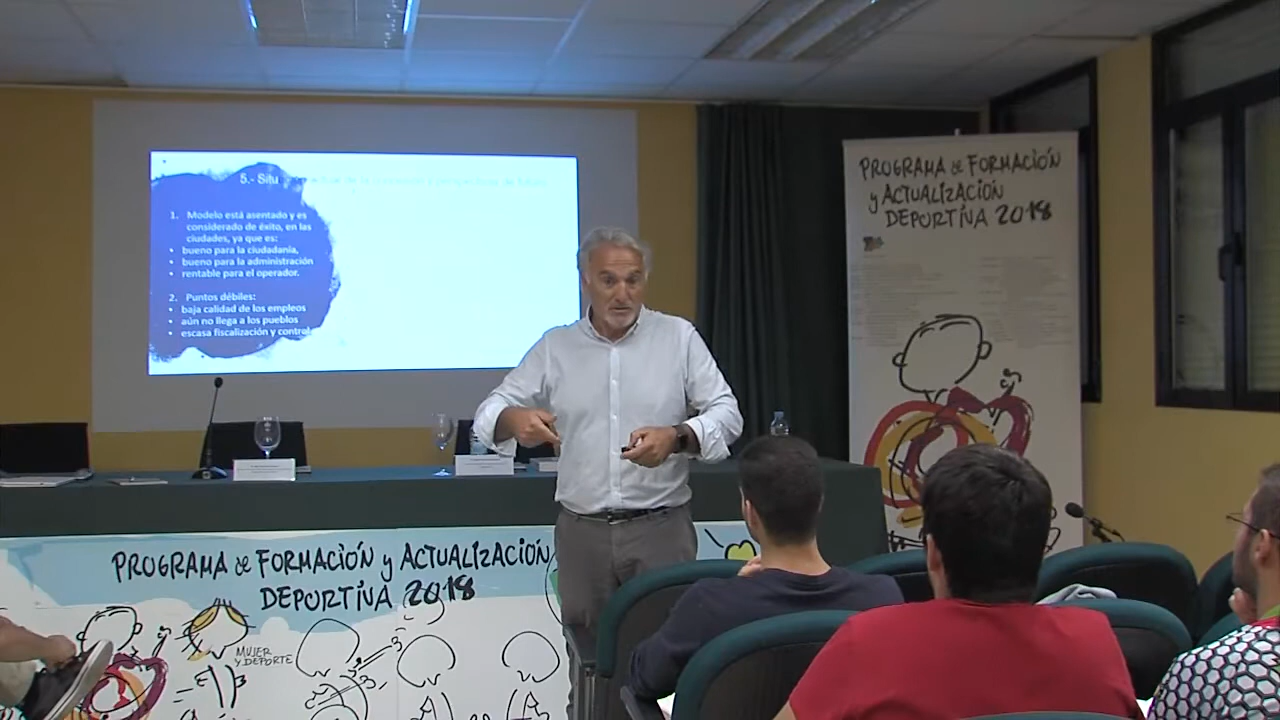 5.- Situ
1. Modelo está asentado y es
considerado de éxito, en las
ciudades, ya que es:
• bueno para la ciudadanía,
• bueno para la administración
• rentable para el operador.
2. Puntos débiles:
• baja calidad de los empleos
• aún no llega a los pueblos
• escasa fiscalización y control
PROGRAMA de FORMACIÓN
y ACTUALIZACIÓN
DEPORTIVA 2018
PROGRAMA de FORMACIÓN y ACTUALIZACIÓN
DEPORTIVA 2018
MUJER
Y DEPORTE